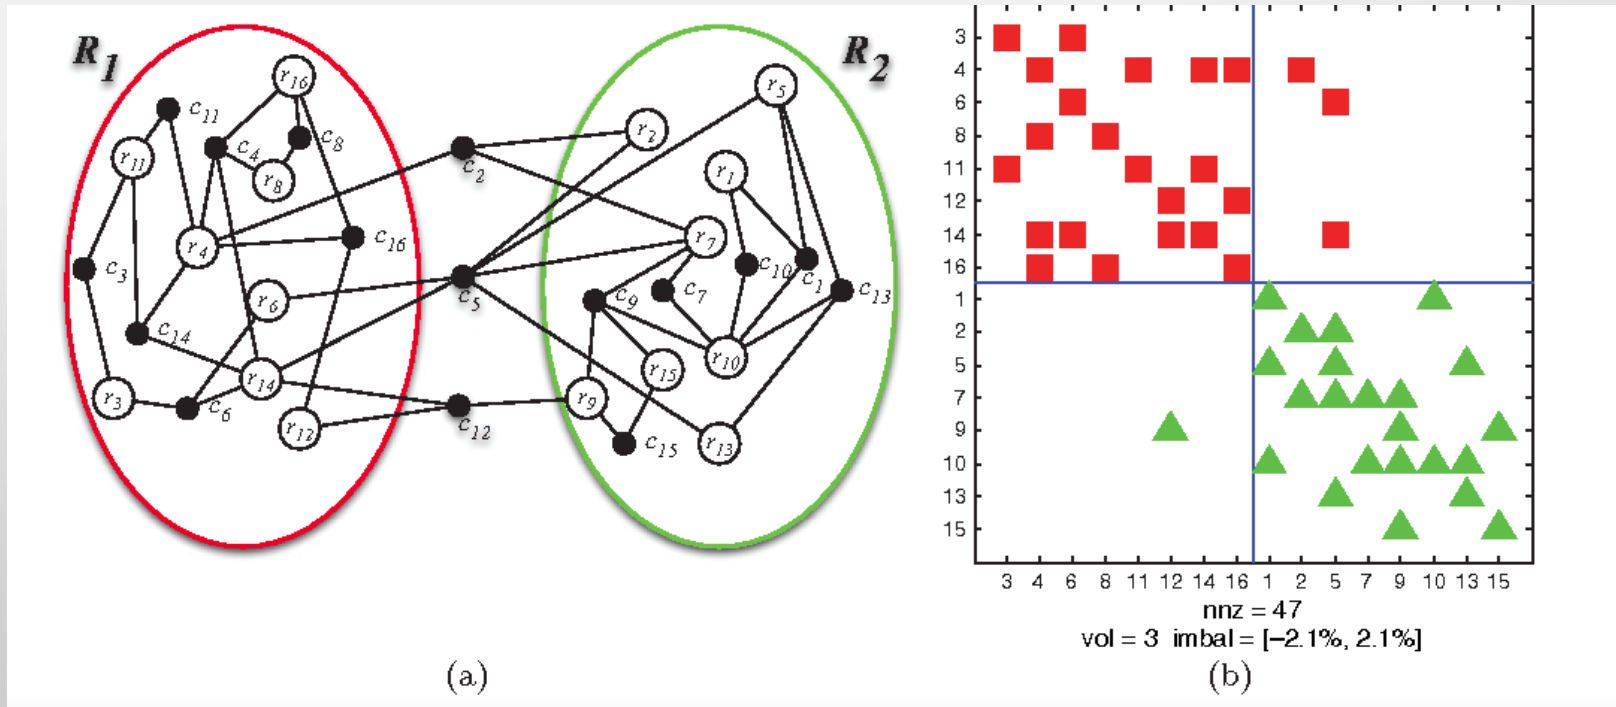 R1
R2
r16
c11
c8
r5
r2
c4
r11
r8
c2
r1
r4
c16
r7
c10
c1
c3
c5
c7
c13
r6
c9
c14
r10
r14
r15
r3
c6
r9
c12
r12
c15
r13
(a)
3
4
6
8
11
12
14
16
1
2
5
7
9
10
13
15
3 4 6 8 11 12 14 16 1 2 5 7 9 10 13 15
nnz = 47
vol = 3 imbal = [−2.1%, 2.1%]
(b)